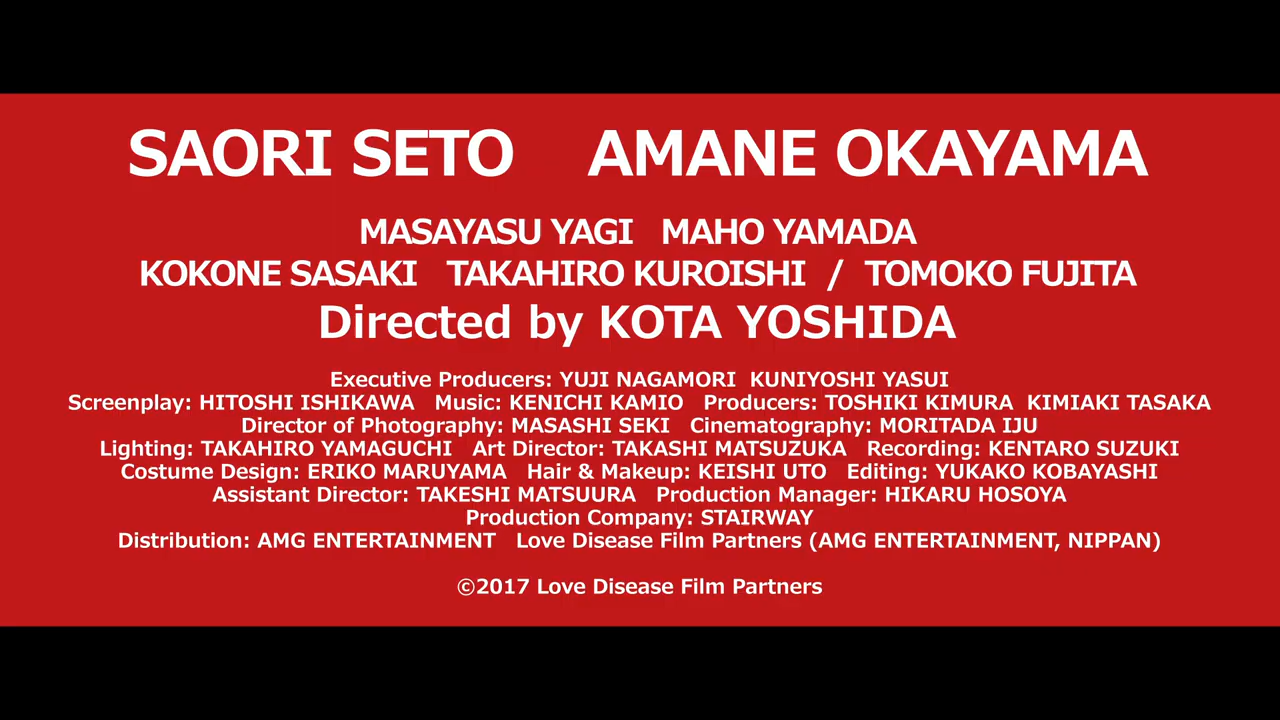 SAORI SETO AMANE OKAYAMA
MASAYASU YAGI MAHO YAMADA
KOKONE SASAKI TAKAHIRO KUROISHI / TOMOKO FUJITA
Directed by KOTA YOSHIDA
Executive Producers: YUJI NAGAMORI KUNIYOSHI YASUI
Screenplay: HITOSHI ISHIKAWA Music: KENICHI KAMIO Producers: TOSHIKI KIMURA KIMIAKI TASAKA
Director of Photography: MASASHI SEKI Cinematography: MORITADA IJU
Lighting: TAKAHIRO YAMAGUCHI Art Director: TAKASHI MATSUZUKA Recording: KENTARO SUZUKI
Costume Design: ERIKO MARUYAMA Hair & Makeup: KEISHI UTO Editing: YUKAKO KOBAYASHI
Assistant Director: TAKESHI MATSUURA Production Manager: HIKARU HOSOYA
Production Company: STAIRWAY
Distribution: AMG ENTERTAINMENT Love Disease Film Partners (AMG ENTERTAINMENT, NIPPAN)
©2017 Love Disease Film Partners